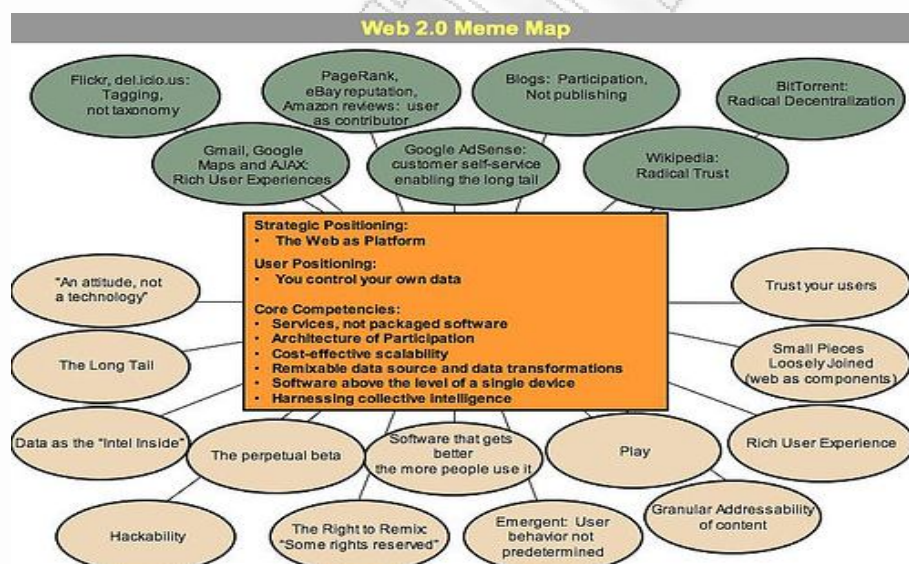 Web 2.0 Meme Map
Flickr, del.icio.us:
Tagging,
not taxonomy
PageRank,
eBay reputation,
Amazon reviews: user
as contributor
Blogs: Participation,
Not publishing
BitTorrent:
Radical Decentralization
Gmail, Google
Maps and AJAX:
Rich User Experiences
Google AdSense:
customer self-service
enabling the long tail
Wikipedia:
Radical Trust
Strategic Positioning:
• The Web as Platform
User Positioning:
• You control your own data
Core Competencies:
• Services, not packaged software
• Architecture of Participation
• Cost-effective scalability
• Remixable data source and data transformations
• Software above the level of a single device
• Harnessing collective intelligence
"An attitude, not
a technology"
Trust your users
The Long Tail
Small Pieces
Loosely Joined
(web as components)
Data as the "Intel Inside"
The perpetual beta
Software that gets
better
the more people use it
Play
Rich User Experience
Hackability
The Right to Remix:
"Some rights reserved"
Emergent: User
behavior not
predetermined
Granular Addressability
of content